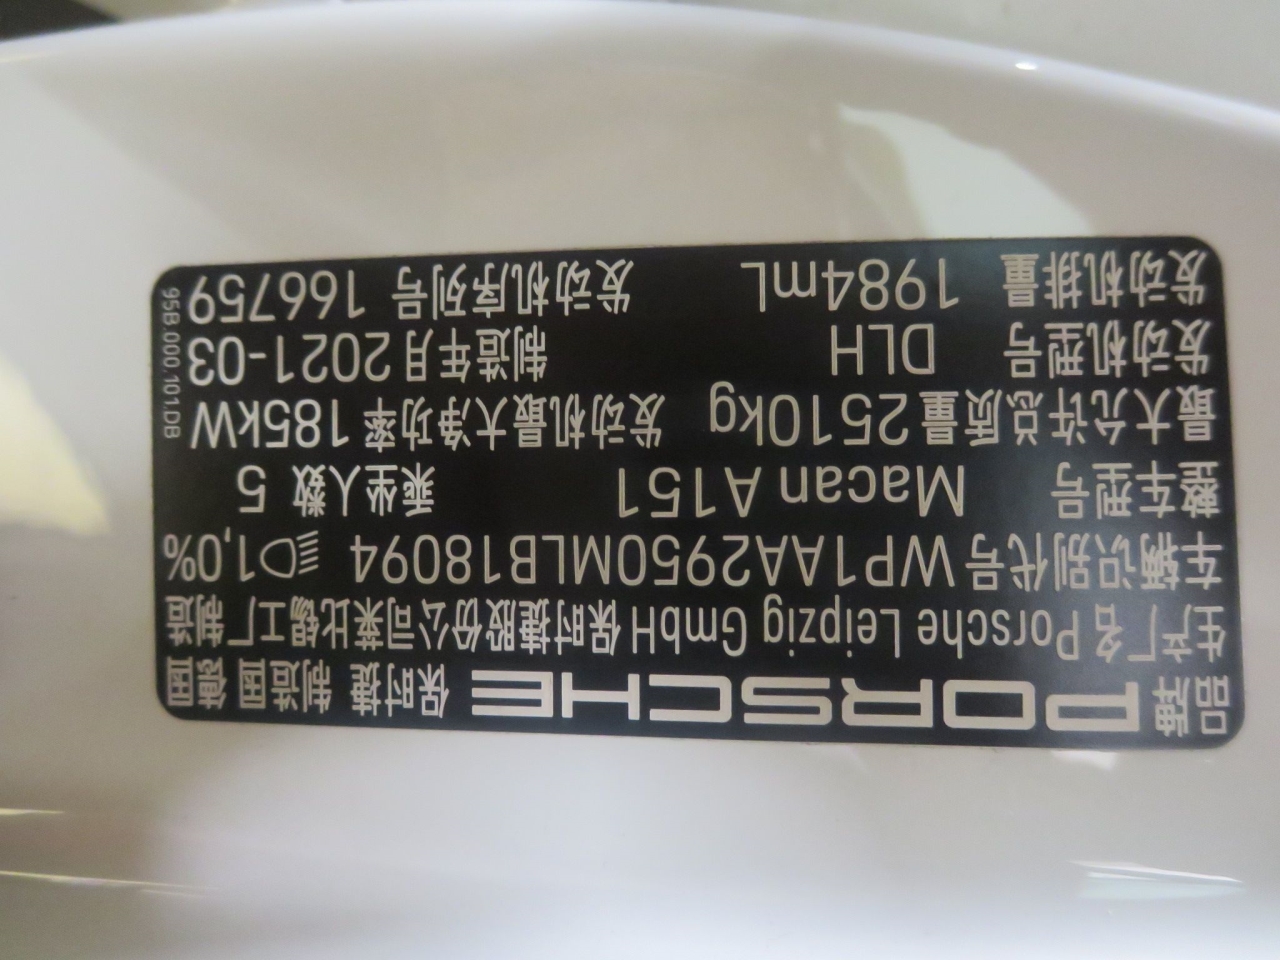 品牌 PORSCHE 保时捷 制造国 德国
生产厂名 Porsche Leipzig GmbH 保时捷股份公司莱比锡工厂制造
车辆识别代号 WP1AA2950MLB18094 1,0%
整车型号 Macan A151 乘坐人数 5
最大允许总质量 2510kg 发动机最大净功率 185kW
发动机型号 DLH 制造年月 2021-03
发动机排量 1984mL 发动机序列号 166759
95B.000.101.DB